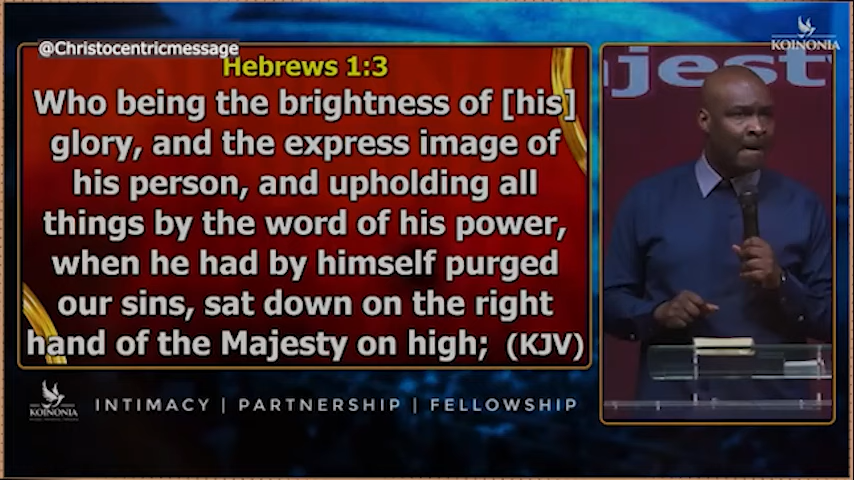 @Christocentricmessage
KOINONIA
Hebrews 1:3
Who being the brightness of [his]
glory, and the express image of
his person, and upholding all
things by the word of his power,
when he had by himself purged
our sins, sat down on the right
hand of the Majesty on high; (KJV)
ajesty
KOINONIA
INTIMACY | PARTNERSHIP | FELLOWSHIP